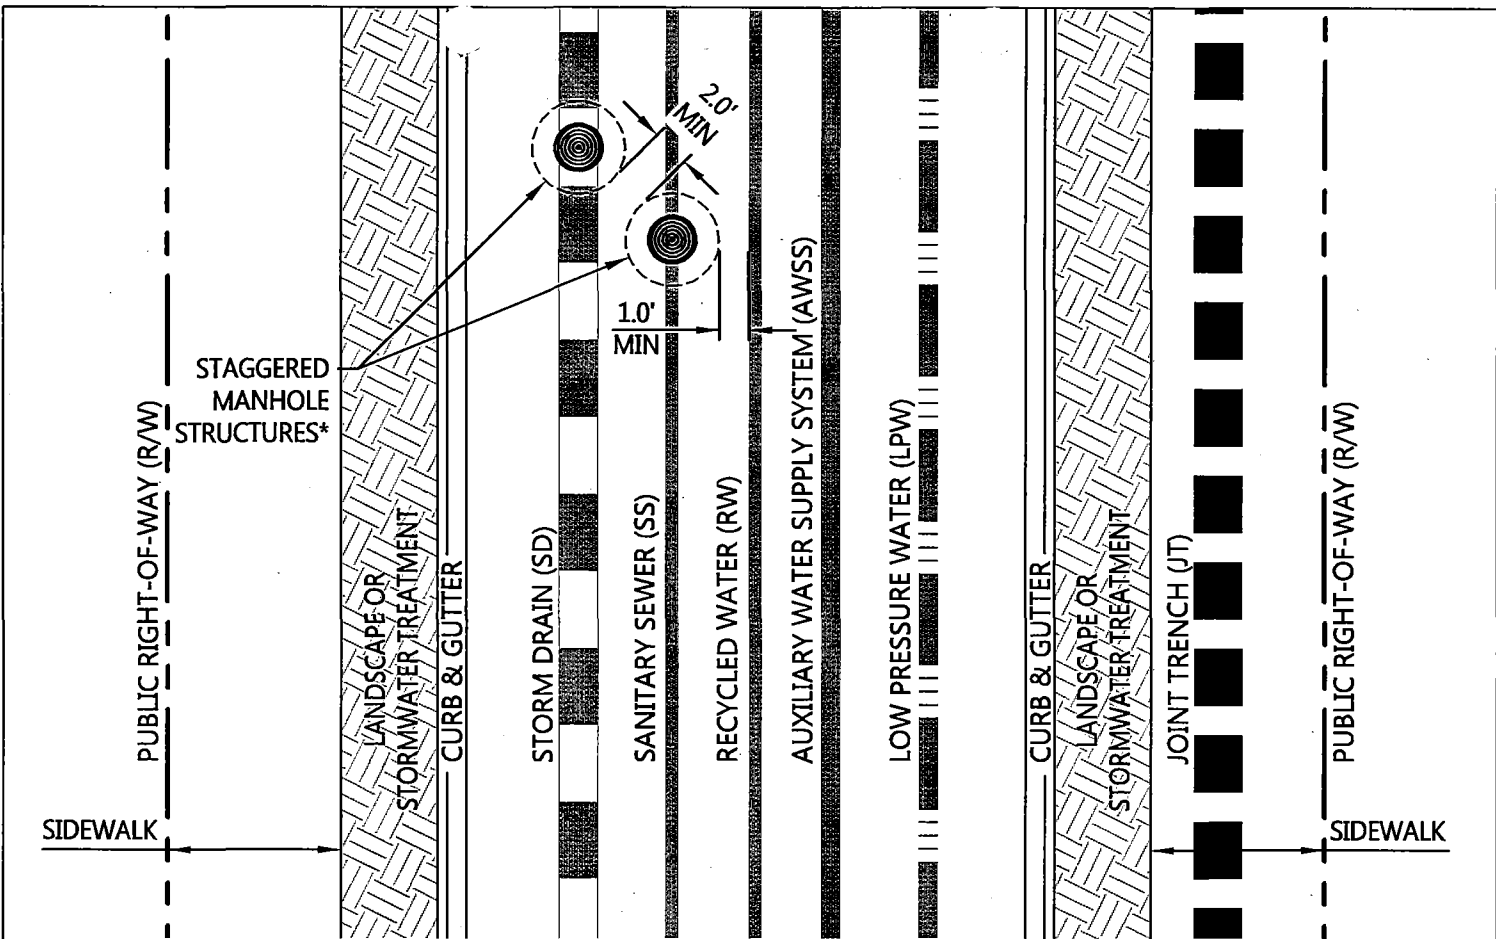 2.0'
MIN
1.0'
MIN
STAGGERED
MANHOLE
STRUCTURES*
PUBLIC RIGHT-OF-WAY (R/W)
LANDSCAPE OR
STORMWATER TREATMENT
CURB & GUTTER
STORM DRAIN (SD)
SANITARY SEWER (SS)
RECYCLED WATER (RW)
AUXILIARY WATER SUPPLY SYSTEM (AWSS)
LOW PRESSURE WATER (LPW)
CURB & GUTTER
LANDSCAPE OR
STORMWATER TREATMENT
JOINT TRENCH (JT)
PUBLIC RIGHT-OF-WAY (R/W)
SIDEWALK
SIDEWALK